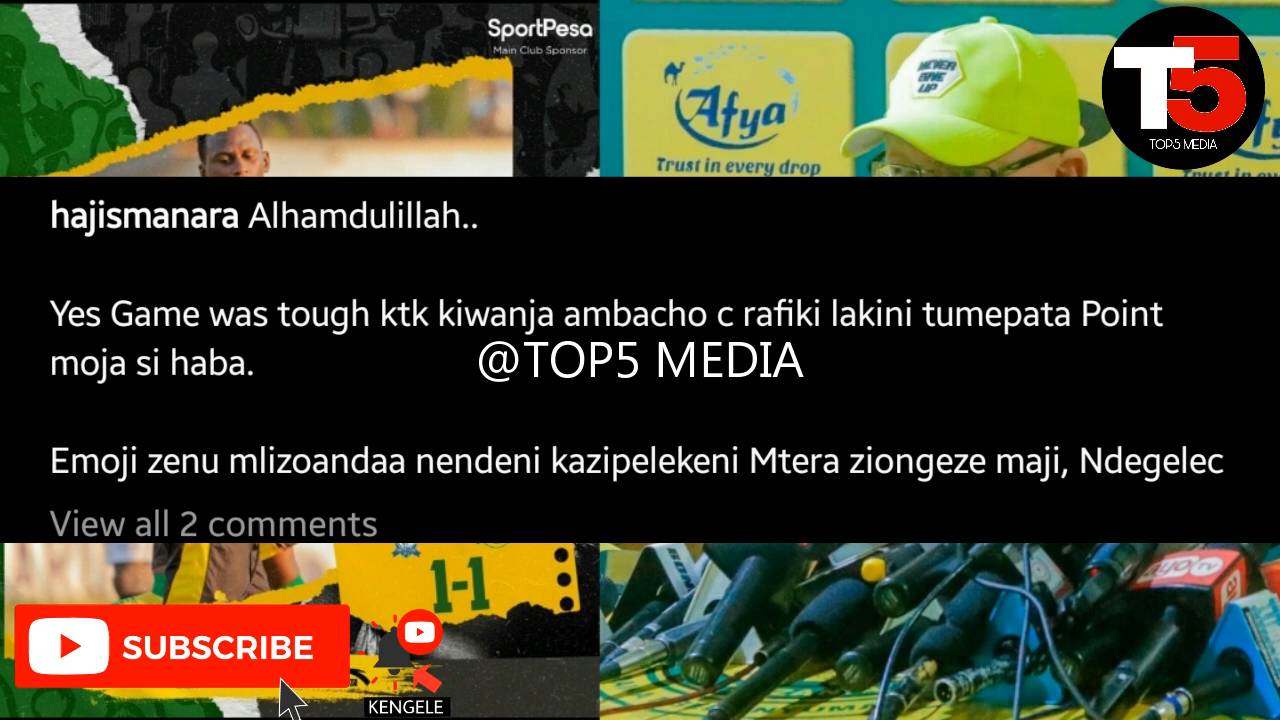 SportPesa
Main Club Sponsor
Afya
Trust in every drop
NEVER
GIVE
UP
T5
TOP5 MEDIA
hajismanara Alhamdulillah..
Yes Game was tough ktk kiwanja ambacho c rafiki lakini tumepata Point
moja si haba.
@TOP5 MEDIA
Emoji zenu mlizoandaa nendeni kazipelekeni Mtera ziongeze maji, Ndegelec
View all 2 comments
1-1
SUBSCRIBE
KENGELE